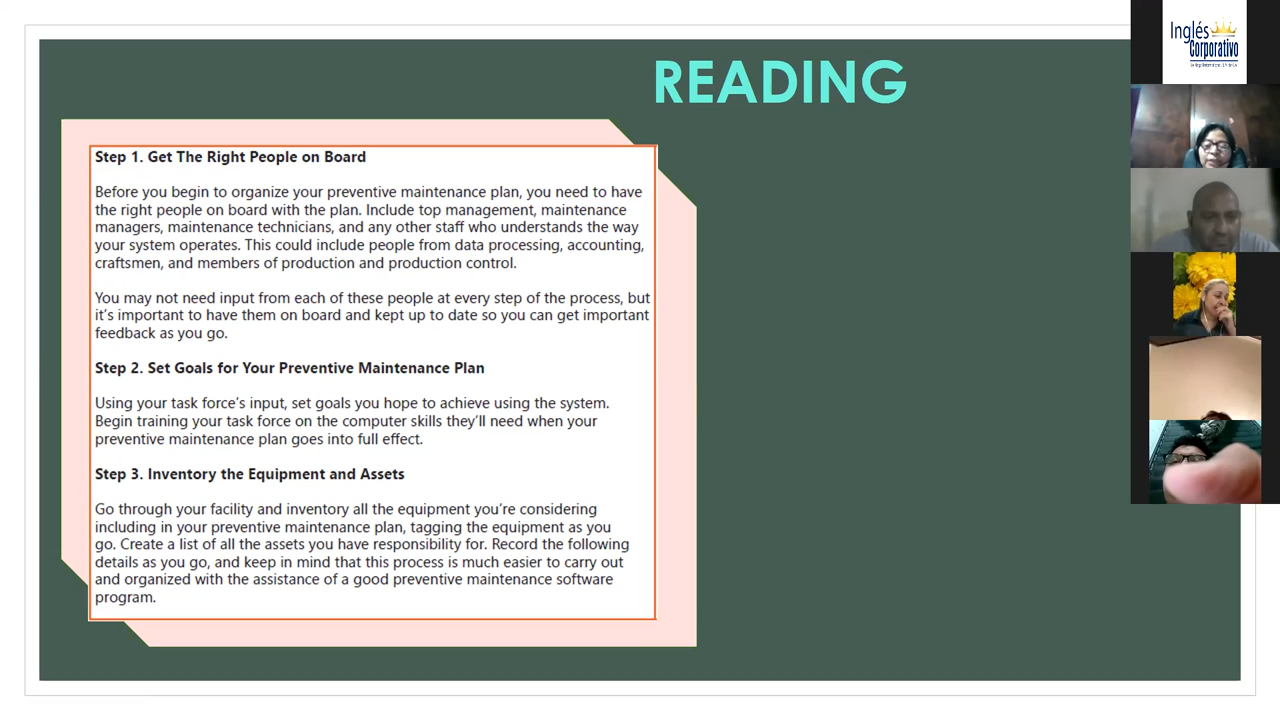 READING
Step 1. Get The Right People on Board
Before you begin to organize your preventive maintenance plan, you need to have
the right people on board with the plan. Include top management, maintenance
managers, maintenance technicians, and any other staff who understands the way
your system operates. This could include people from data processing, accounting,
craftsmen, and members of production and production control.
You may not need input from each of these people at every step of the process, but
it's important to have them on board and kept up to date so you can get important
feedback as you go.
Step 2. Set Goals for Your Preventive Maintenance Plan
Using your task force's input, set goals you hope to achieve using the system.
Begin training your task force on the computer skills they'll need when your
preventive maintenance plan goes into full effect.
Step 3. Inventory the Equipment and Assets
Go through your facility and inventory all the equipment you're considering
including in your preventive maintenance plan, tagging the equipment as you
go. Create a list of all the assets you have responsibility for. Record the following
details as you go, and keep in mind that this process is much easier to carry out
and organized with the assistance of a good preventive maintenance software
program.
Inglés
Corporativo